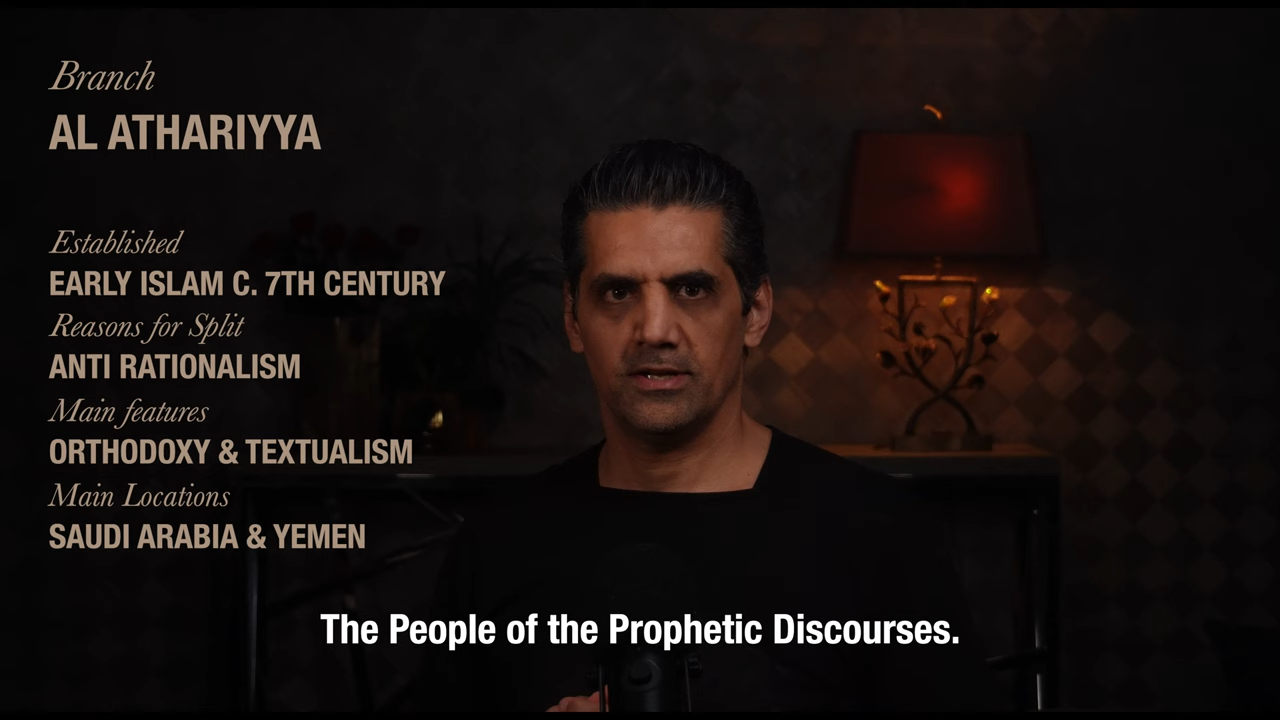 Branch
AL ATHARIYYA
Established
EARLY ISLAM C. 7TH CENTURY
Reasons for Split
ANTI RATIONALISM
Main features
ORTHODOXY & TEXTUALISM
Main Locations
SAUDI ARABIA & YEMEN
The People of the Prophetic Discourses.